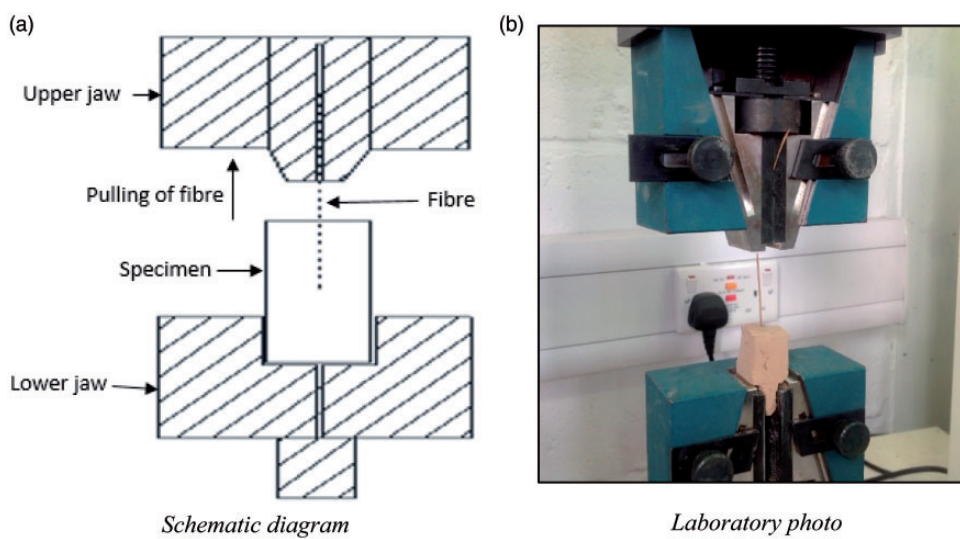 (a)
Upper jaw
Pulling of fibre
Fibre
Specimen
Lower jaw
Schematic diagram
(b)
Laboratory photo